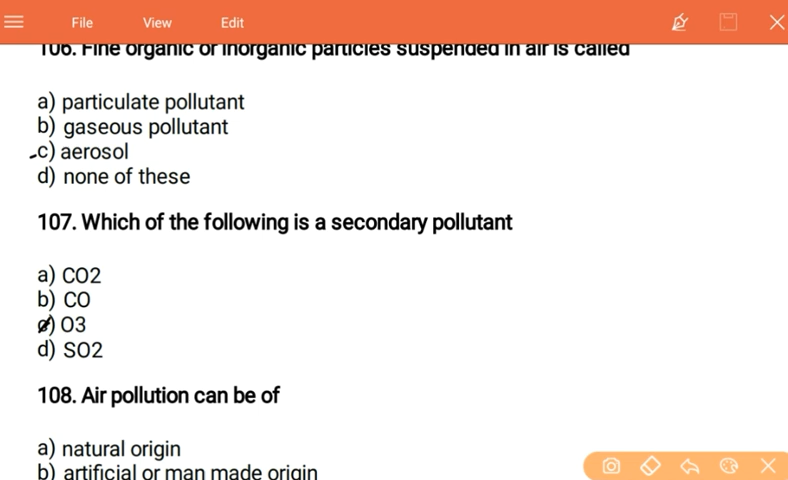 File View Edit
106. Fine organic or inorganic particles suspended in air is called
a) particulate pollutant
b) gaseous pollutant
c) aerosol
d) none of these
107. Which of the following is a secondary pollutant
a) CO2
b) CO
c) O3
d) SO2
108. Air pollution can be of
a) natural origin
b) artificial or man made origin